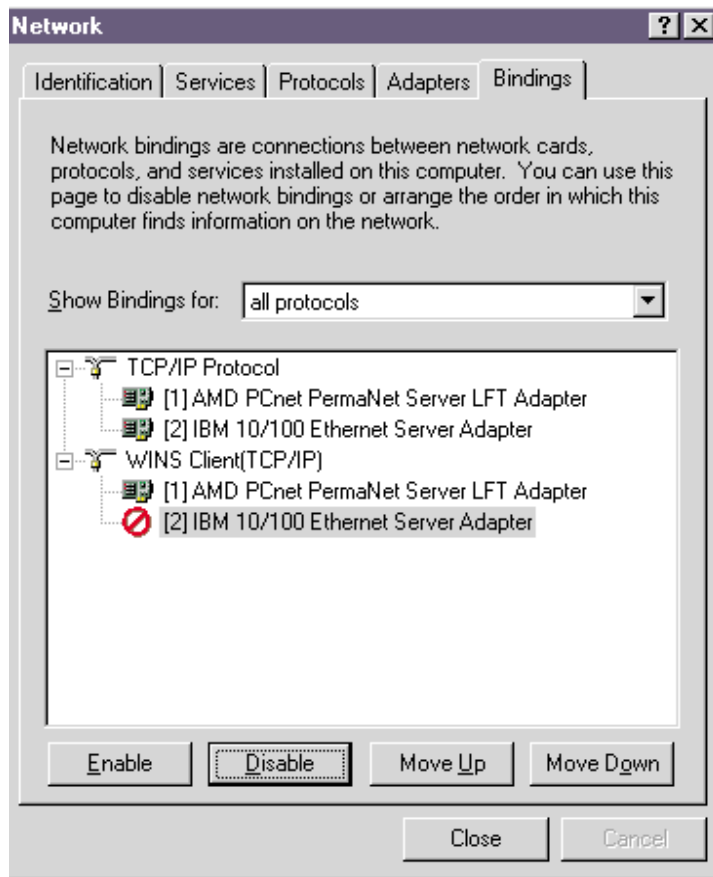 Network
Identification Services Protocols Adapters Bindings
Network bindings are connections between network cards,
protocols, and services installed on this computer. You can use this
page to disable network bindings or arrange the order in which this
computer finds information on the network.
Show Bindings for: all protocols
TCP/IP Protocol
[1] AMD PCnet PermaNet Server LFT Adapter
[2] IBM 10/100 Ethernet Server Adapter
WINS Client(TCP/IP)
[1] AMD PCnet PermaNet Server LFT Adapter
[2] IBM 10/100 Ethernet Server Adapter
Enable Disable Move Up Move Down
Close Cancel